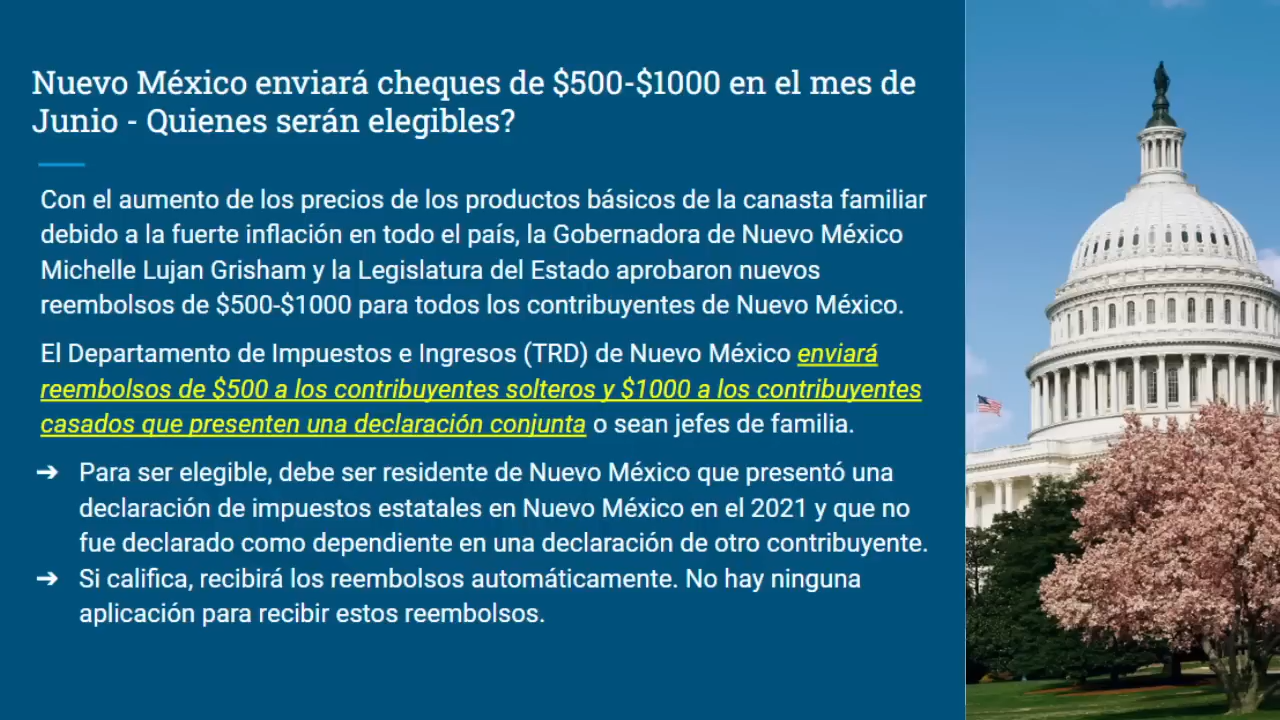 Nuevo México enviará cheques de $500-$1000 en el mes de
Junio - Quienes serán elegibles?
Con el aumento de los precios de los productos básicos de la canasta familiar
debido a la fuerte inflación en todo el país, la Gobernadora de Nuevo México
Michelle Lujan Grisham y la Legislatura del Estado aprobaron nuevos
reembolsos de $500-$1000 para todos los contribuyentes de Nuevo México.
El Departamento de Impuestos e Ingresos (TRD) de Nuevo México enviará
reembolsos de $500 a los contribuyentes solteros y $1000 a los contribuyentes
casados que presenten una declaración conjunta o sean jefes de familia.
➔ Para ser elegible, debe ser residente de Nuevo México que presentó una
declaración de impuestos estatales en Nuevo México en el 2021 y que no
fue declarado como dependiente en una declaración de otro contribuyente.
➔ Si califica, recibirá los reembolsos automáticamente. No hay ninguna
aplicación para recibir estos reembolsos.